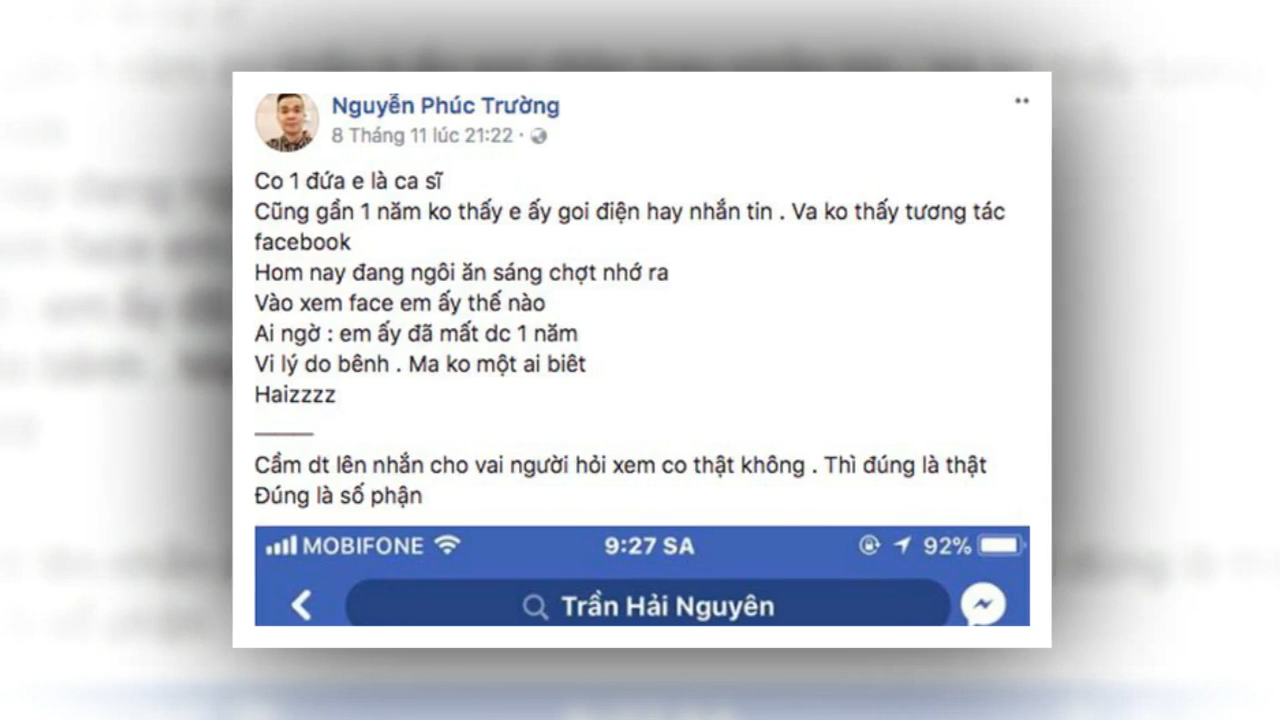 Nguyễn Phúc Trường
8 Tháng 11 lúc 21:22 ·
Co 1 đứa e là ca sĩ
Cũng gần 1 năm ko thấy e ấy goi điện hay nhắn tin . Va ko thấy tương tác
facebook
Hom nay đang ngôi ăn sáng chợt nhớ ra
Vào xem face em ấy thế nào
Ai ngờ : em ấy đã mất dc 1 năm
Vi lý do bênh . Ma ko một ai biêt
Haizzzz
_____
Cầm dt lên nhắn cho vai người hỏi xem co thật không . Thì đúng là thật
Đúng là số phận
MOBIFONE 9:27 SA 92%
Trần Hải Nguyên